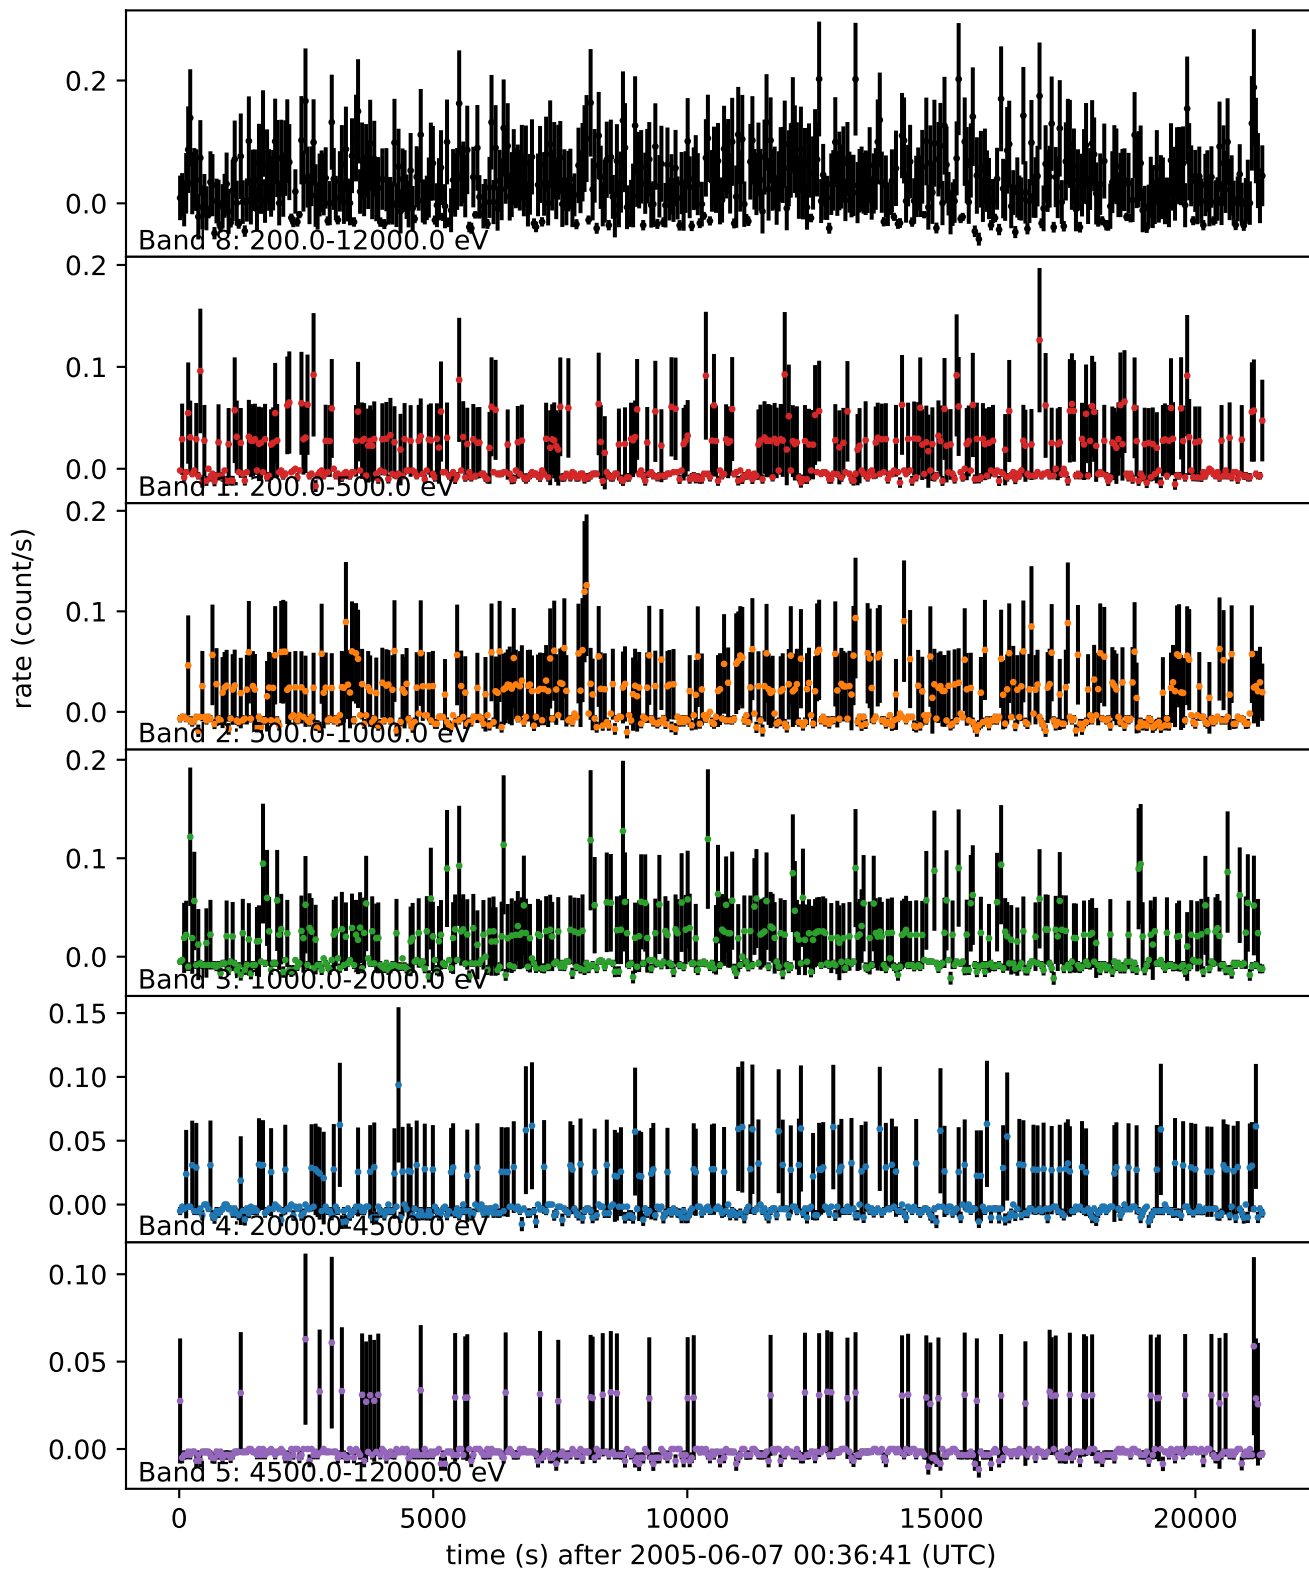 0.2
0.0
Band 8: 200.0-12000.0 eV
0.2
0.1
0.0
Band 1: 200.0-500.0 eV
0.2
0.1
0.0
Band 2: 500.0-1000.0 eV
rate (count/s)
0.2
0.1
0.0
Band 3: 1000.0-2000.0 eV
0.15
0.10
0.05
0.00
Band 4: 2000.0-4500.0 eV
0.10
0.05
0.00
Band 5: 4500.0-12000.0 eV
0 5000 10000 15000 20000
time (s) after 2005-06-07 00:36:41 (UTC)